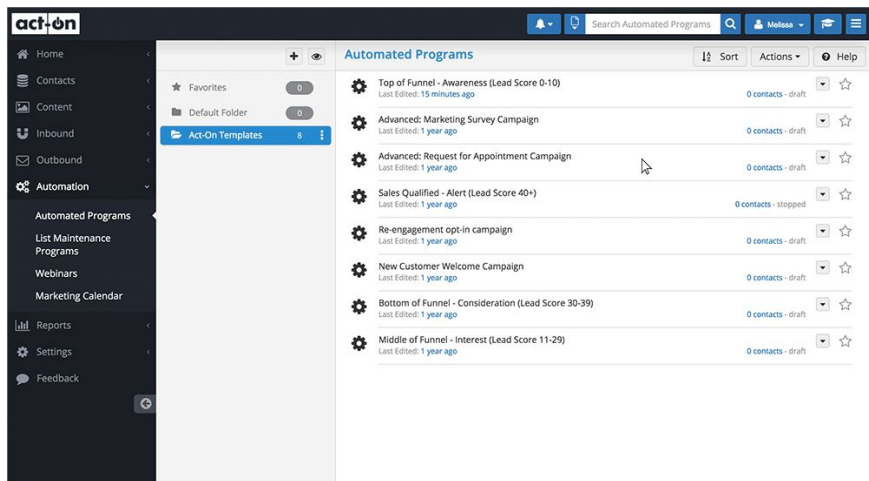 act-on
Search Automated Programs
Melissa
Home
Contacts
Content
Inbound
Outbound
Automation
Automated Programs
List Maintenance
Programs
Webinars
Marketing Calendar
Reports
Settings
Feedback
+
Favorites 0
Default Folder 0
Act-On Templates 8
Automated Programs
Sort
Actions
Help
Top of Funnel - Awareness (Lead Score 0-10)
Last Edited: 15 minutes ago
0 contacts - draft
Advanced: Marketing Survey Campaign
Last Edited: 1 year ago
0 contacts - draft
Advanced: Request for Appointment Campaign
Last Edited: 1 year ago
0 contacts - draft
Sales Qualified - Alert (Lead Score 40+)
Last Edited: 1 year ago
0 contacts - stopped
Re-engagement opt-in campaign
Last Edited: 1 year ago
0 contacts - draft
New Customer Welcome Campaign
Last Edited: 1 year ago
0 contacts - draft
Bottom of Funnel - Consideration (Lead Score 30-39)
Last Edited: 1 year ago
0 contacts - draft
Middle of Funnel - Interest (Lead Score 11-29)
Last Edited: 1 year ago
0 contacts - draft